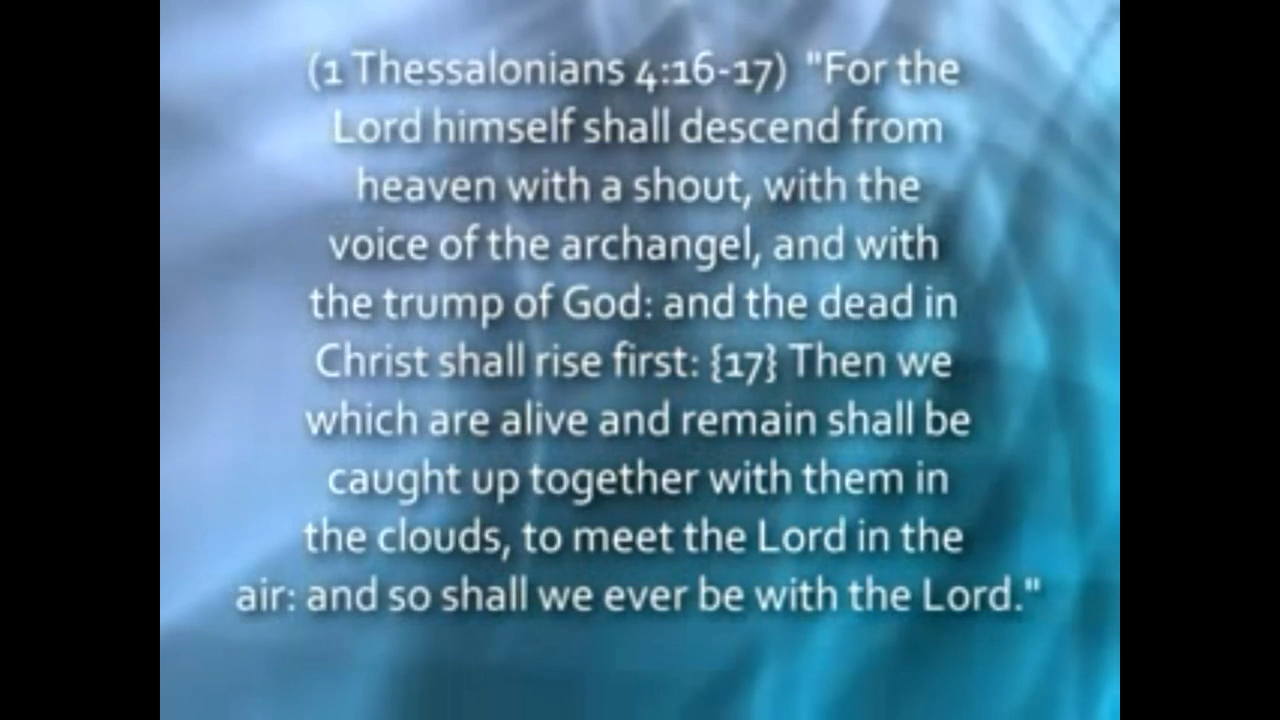 (1 Thessalonians 4:16-17)  "For the
Lord himself shall descend from
heaven with a shout, with the
voice of the archangel, and with
the trump of God: and the dead in
Christ shall rise first: {17} Then we
which are alive and remain shall be
caught up together with them in
the clouds, to meet the Lord in the
air: and so shall we ever be with the Lord."